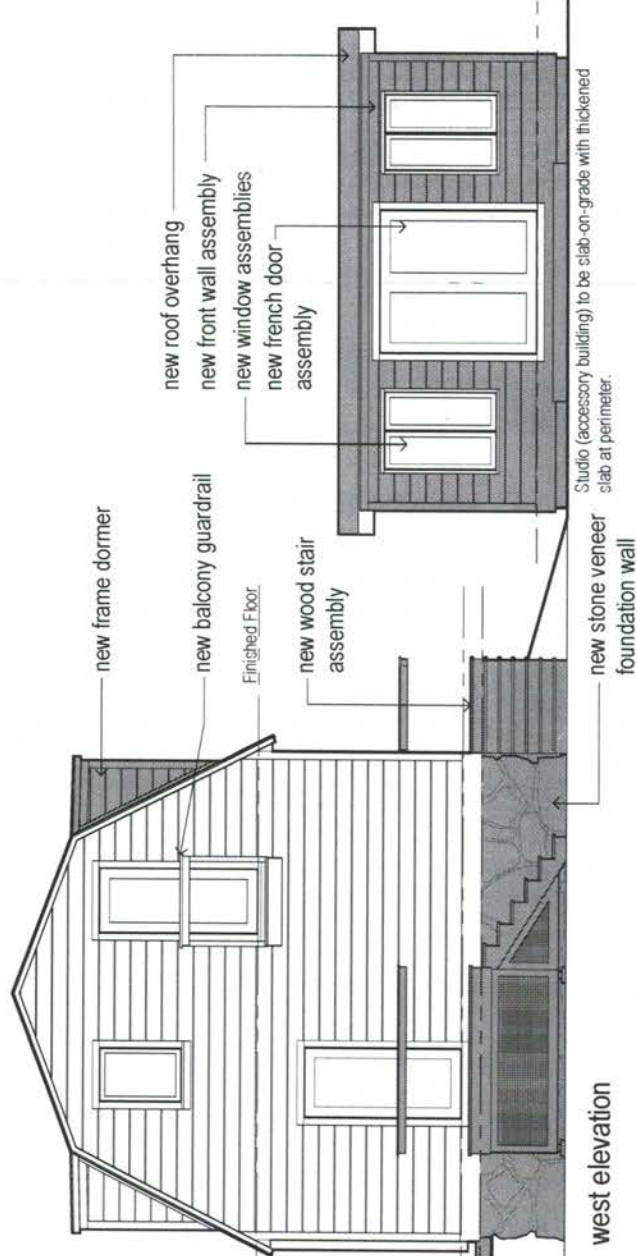 new roof overhang
new front wall assembly
new window assemblies
new french door
assembly
new frame dormer
new balcony guardrail
Finished Floor
new wood stair
assembly
Studio (accessory building) to be slab-on-grade with thickened
slab at perimeter.
new stone veneer
foundation wall
west elevation